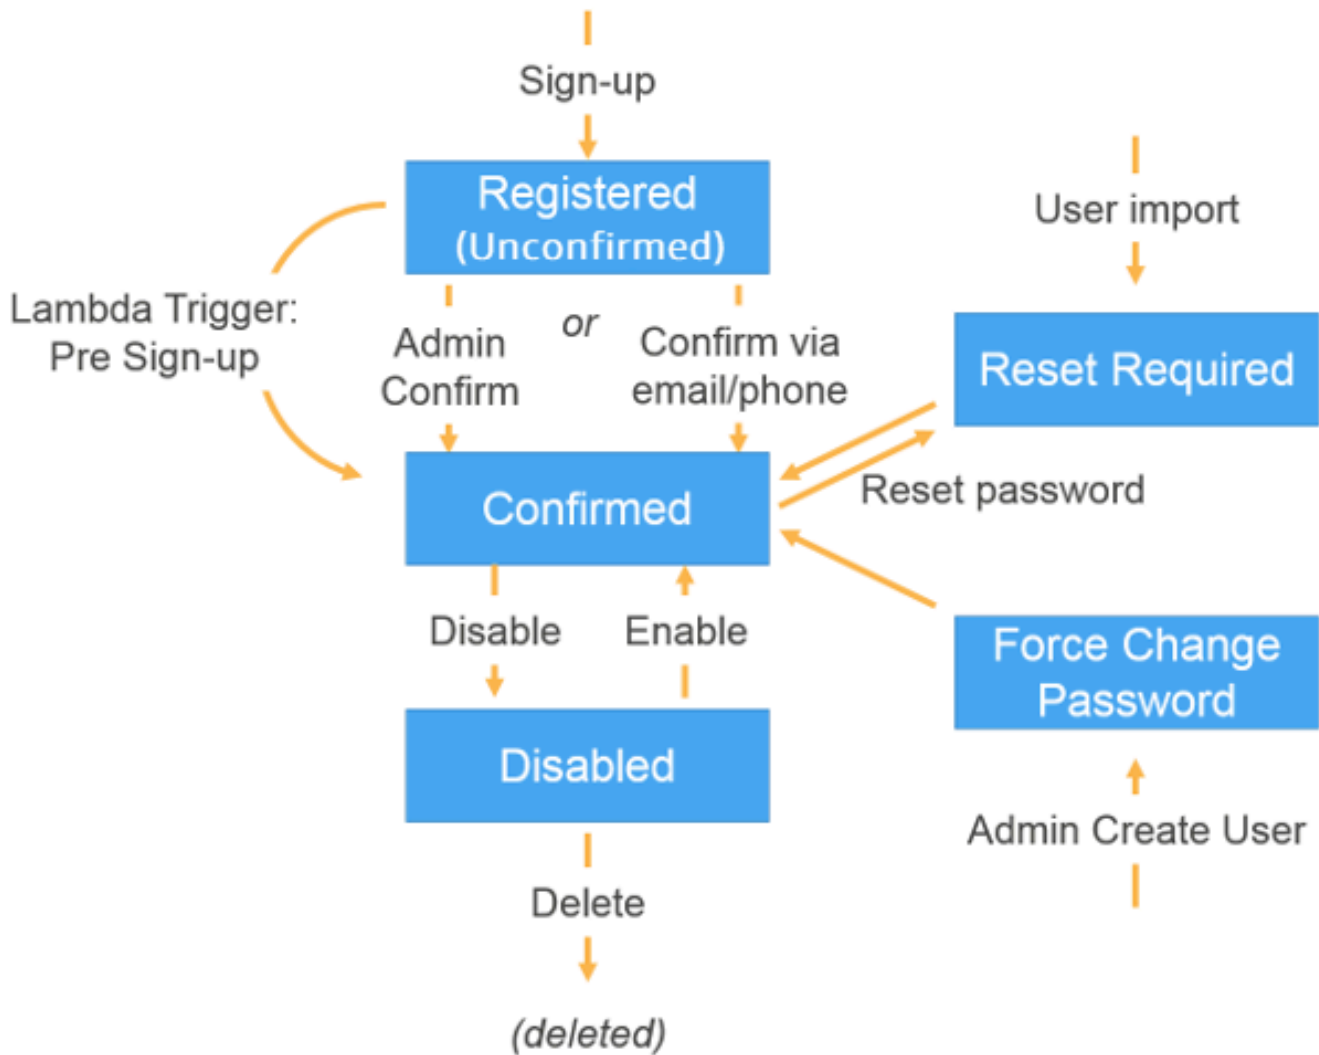 Sign-up
Registered
(Unconfirmed)
User import
Lambda Trigger:
Pre Sign-up
Admin
Confirm
or
Confirm via
email/phone
Reset Required
Confirmed
Reset password
Disable
Enable
Force Change
Password
Disabled
Admin Create User
Delete
(deleted)